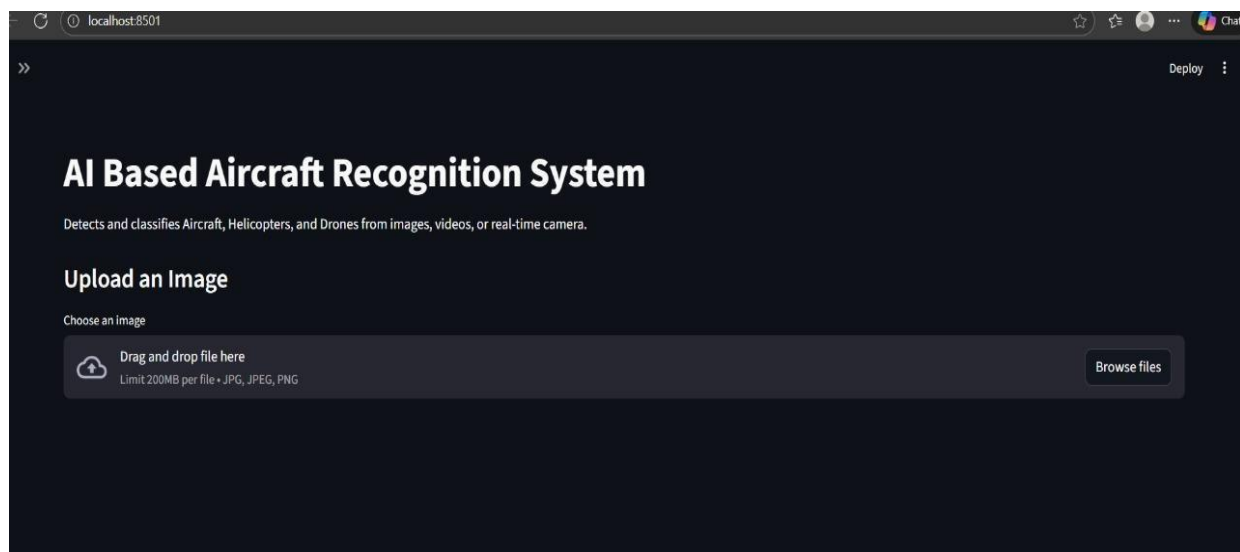 localhost:8501
Chat
Deploy
AI Based Aircraft Recognition System
Detects and classifies Aircraft, Helicopters, and Drones from images, videos, or real-time camera.
Upload an Image
Choose an image
Drag and drop file here
Limit 200MB per file • JPG, JPEG, PNG
Browse files